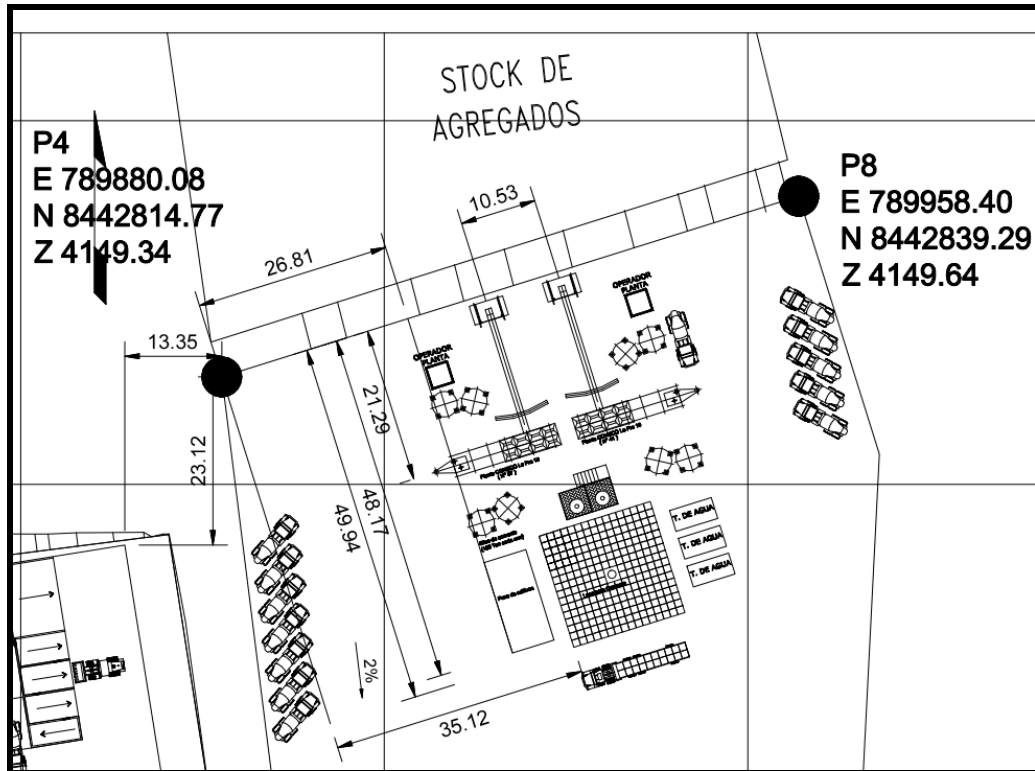 STOCK DE
AGREGADOS
P4
E 789880.08
N 8442814.77
Z 4149.34
P8
E 789958.40
N 8442839.29
Z 4149.64
10.53
26.81
13.35
23.12
21.29
48.17
49.94
35.12
2%
OPERADOR
PLANTA
OPERADOR
PLANTA
T. DE AGUA
T. DE AGUA
T. DE AGUA